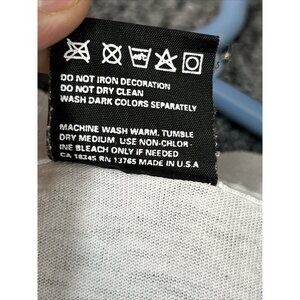 DO NOT IRON DECORATION
DO NOT DRY CLEAN
WASH DARK COLORS SEPARATELY
MACHINE WASH WARM, TUMBLE
DRY MEDIUM. USE NON-CHLOR-
INE BLEACH ONLY IF NEEDED
CA 18245 RN 13765 MADE IN U.S.A